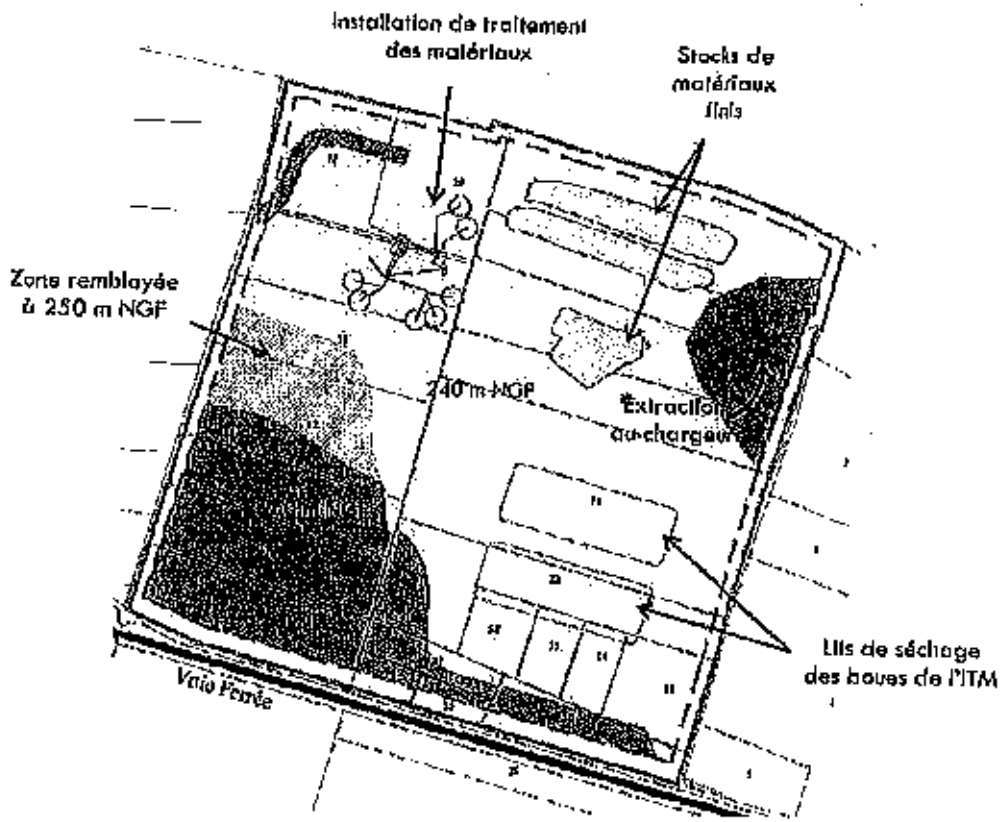 Installation de traitement
des matériaux
Stocks de
matériaux
finis
Zone remblayée
à 250 m NGF
240 m NGF
Extraction
au chargeur
Lits de séchage
des boues de l'ITM
Voie Ferrée